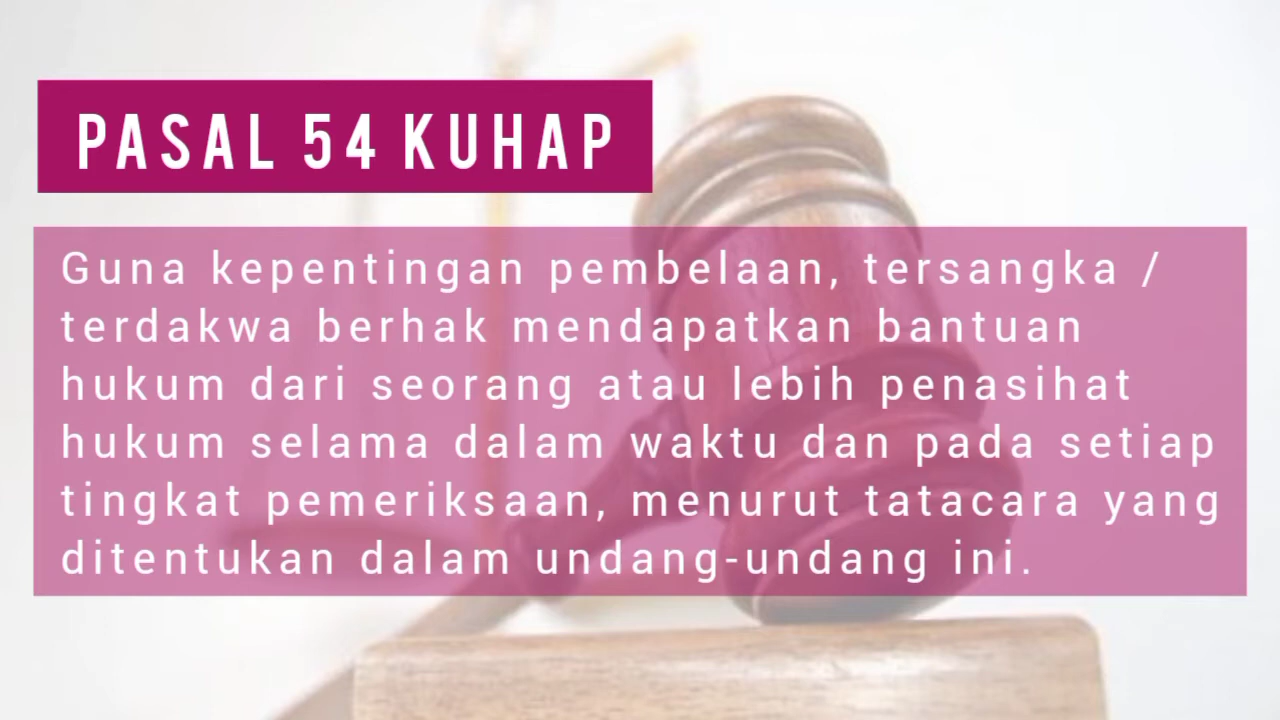 PASAL 54 KUHAP
Guna kepentingan pembelaan, tersangka /
terdakwa berhak mendapatkan bantuan
hukum dari seorang atau lebih penasihat
hukum selama dalam waktu dan pada setiap
tingkat pemeriksaan, menurut tatacara yang
ditentukan dalam undang-undang ini.